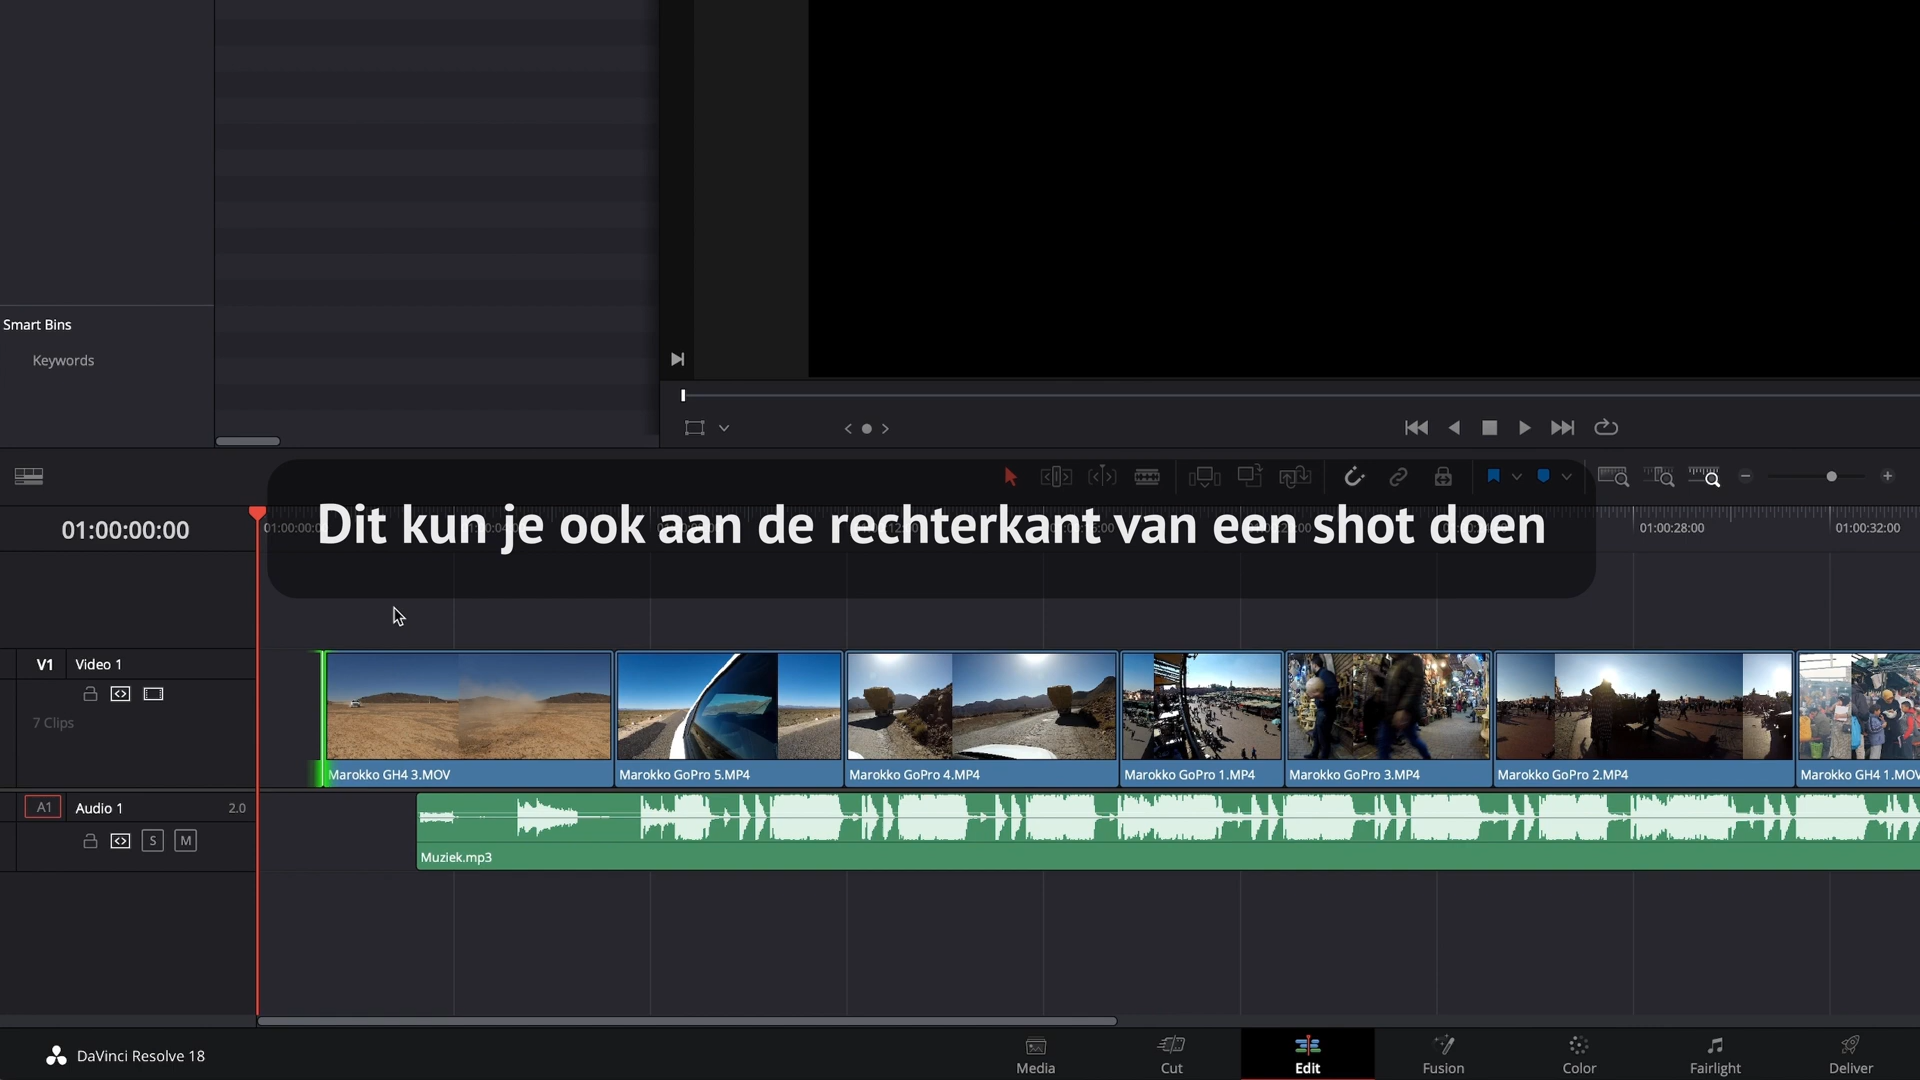 Smart Bins
Keywords
Dit kun je ook aan de rechterkant van een shot doen
01:00:00:00
01:00:28:00
01:00:32:00
V1
Video 1
7 Clips
Marokko GH4 3.MOV
Marokko GoPro 5.MP4
Marokko GoPro 4.MP4
Marokko GoPro 1.MP4
Marokko GoPro 3.MP4
Marokko GoPro 2.MP4
Marokko GH4 1.MOV
A1
Audio 1
2.0
S
M
Muziek.mp3
DaVinci Resolve 18
Media
Cut
Edit
Fusion
Color
Fairlight
Deliver